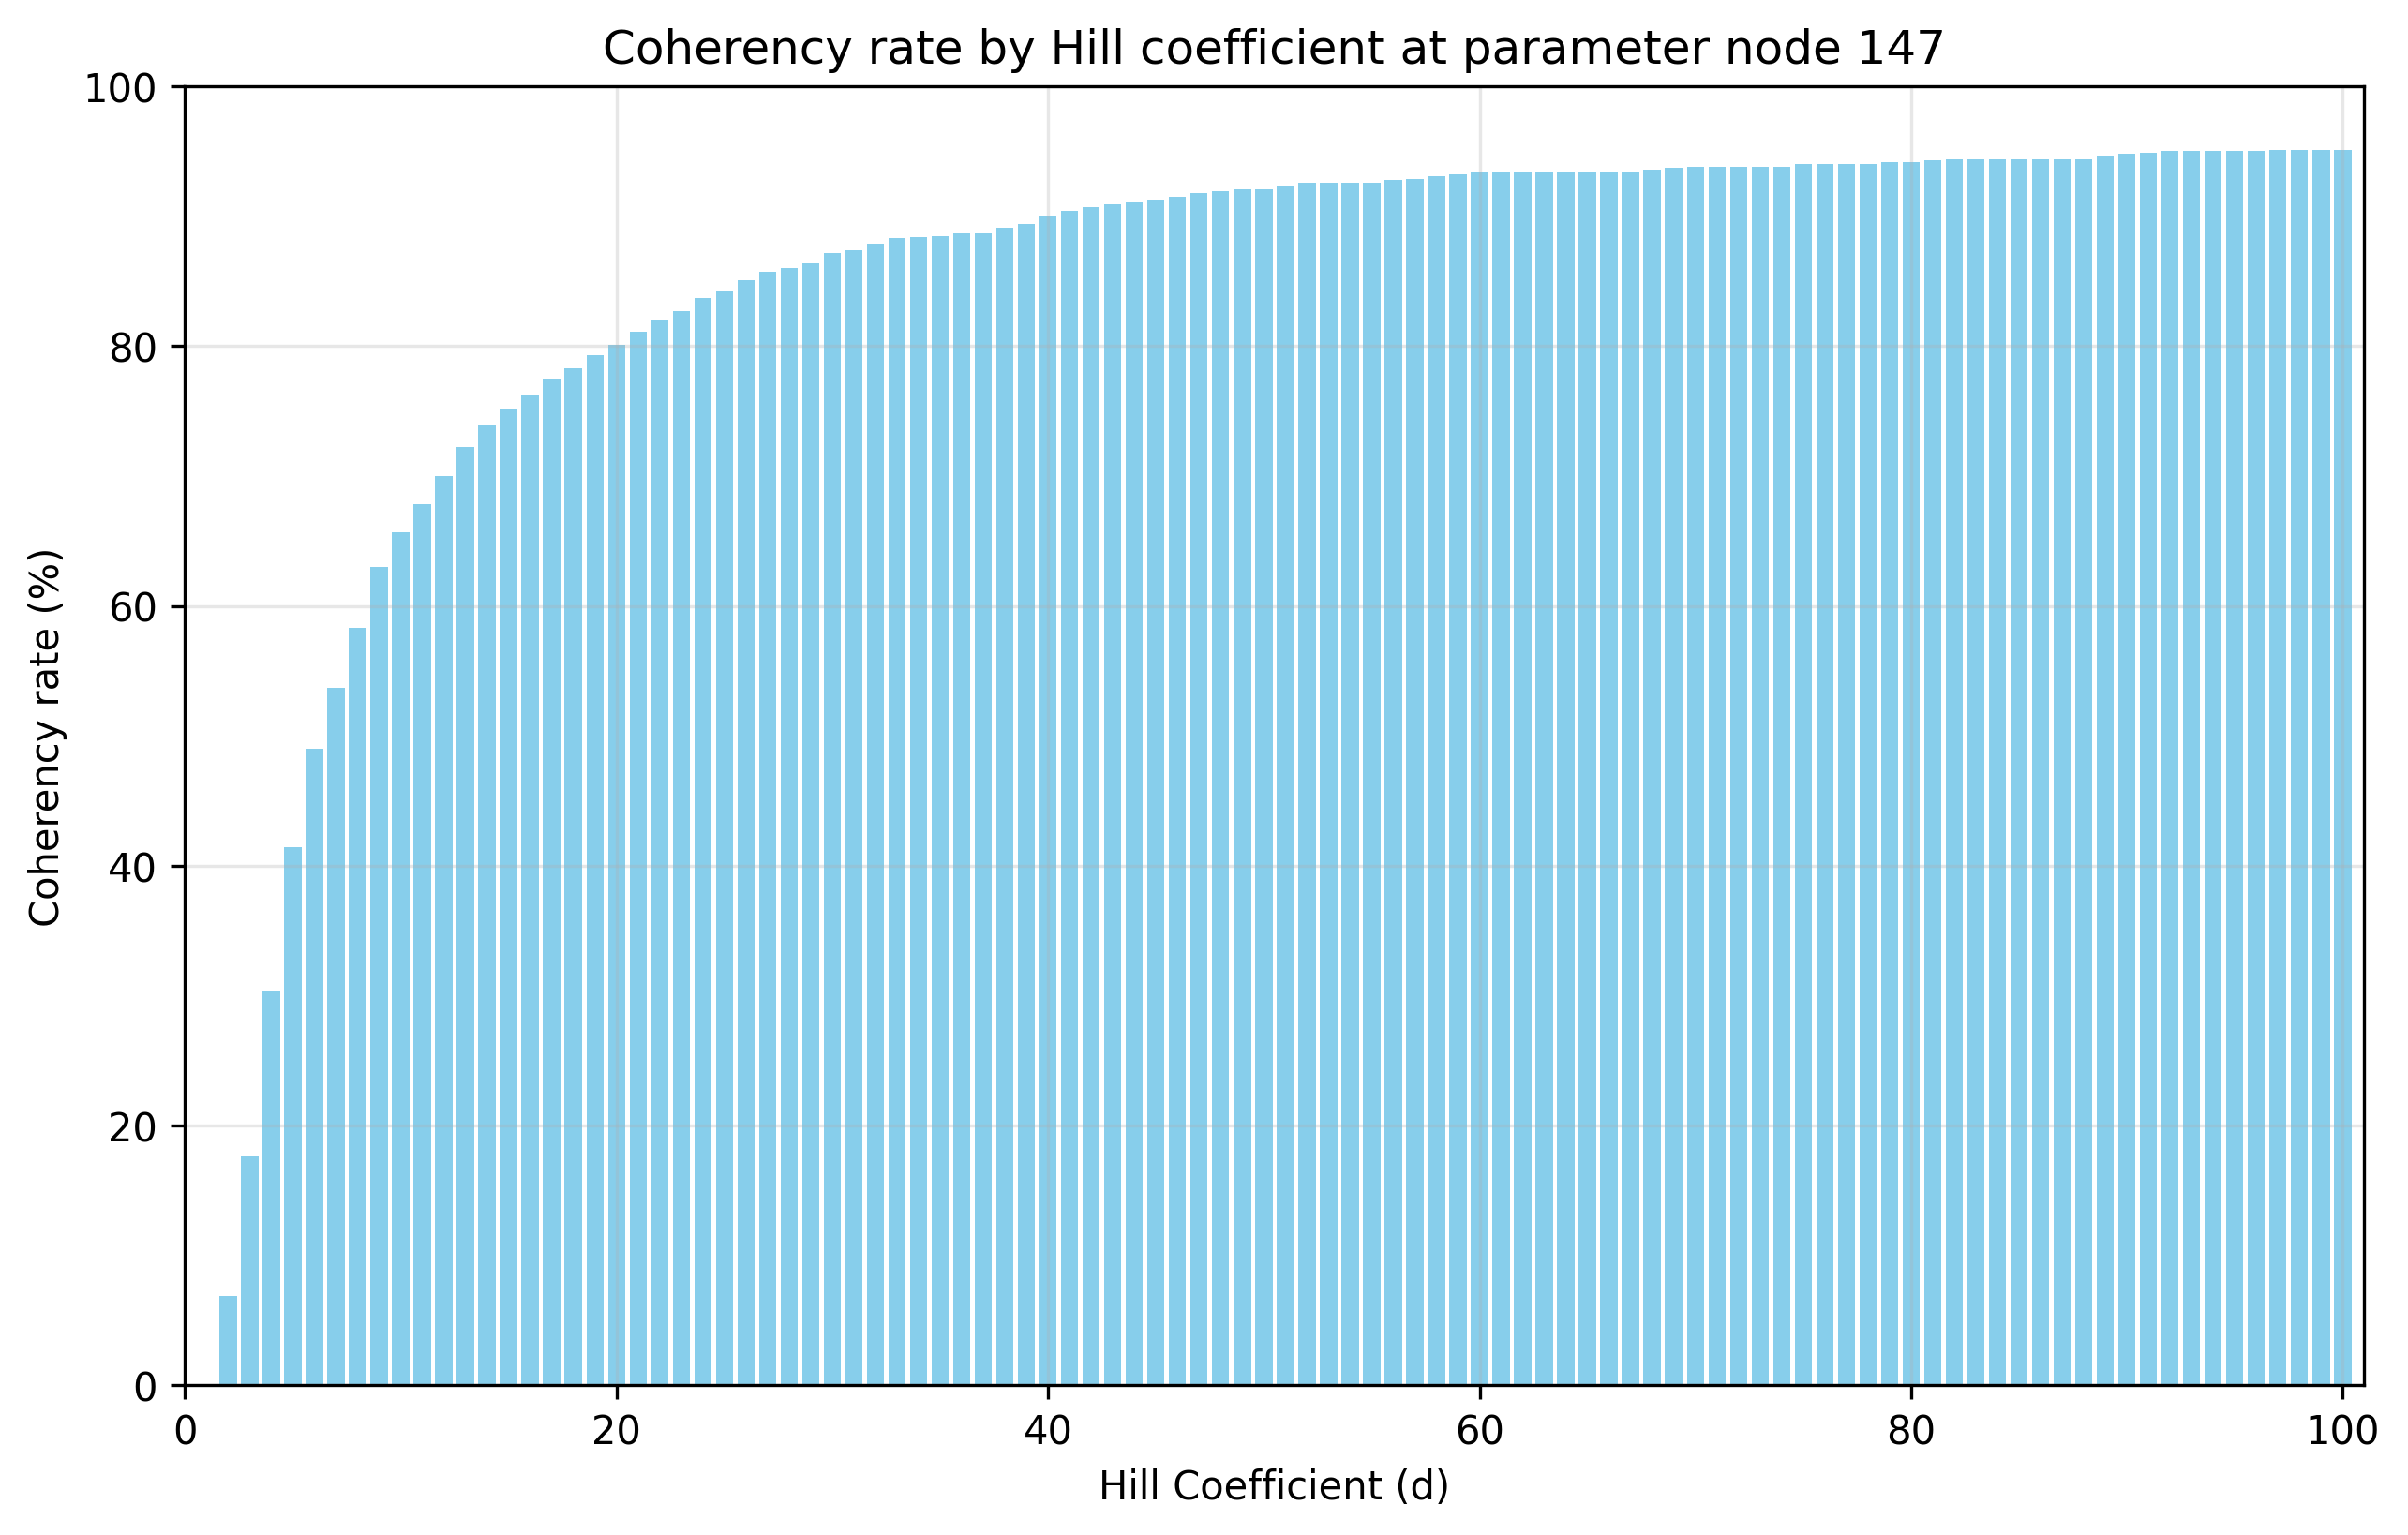 Coherency rate by Hill coefficient at parameter node 147
Coherency rate (%)
100
80
60
40
20
0
0 20 40 60 80 100
Hill Coefficient (d)